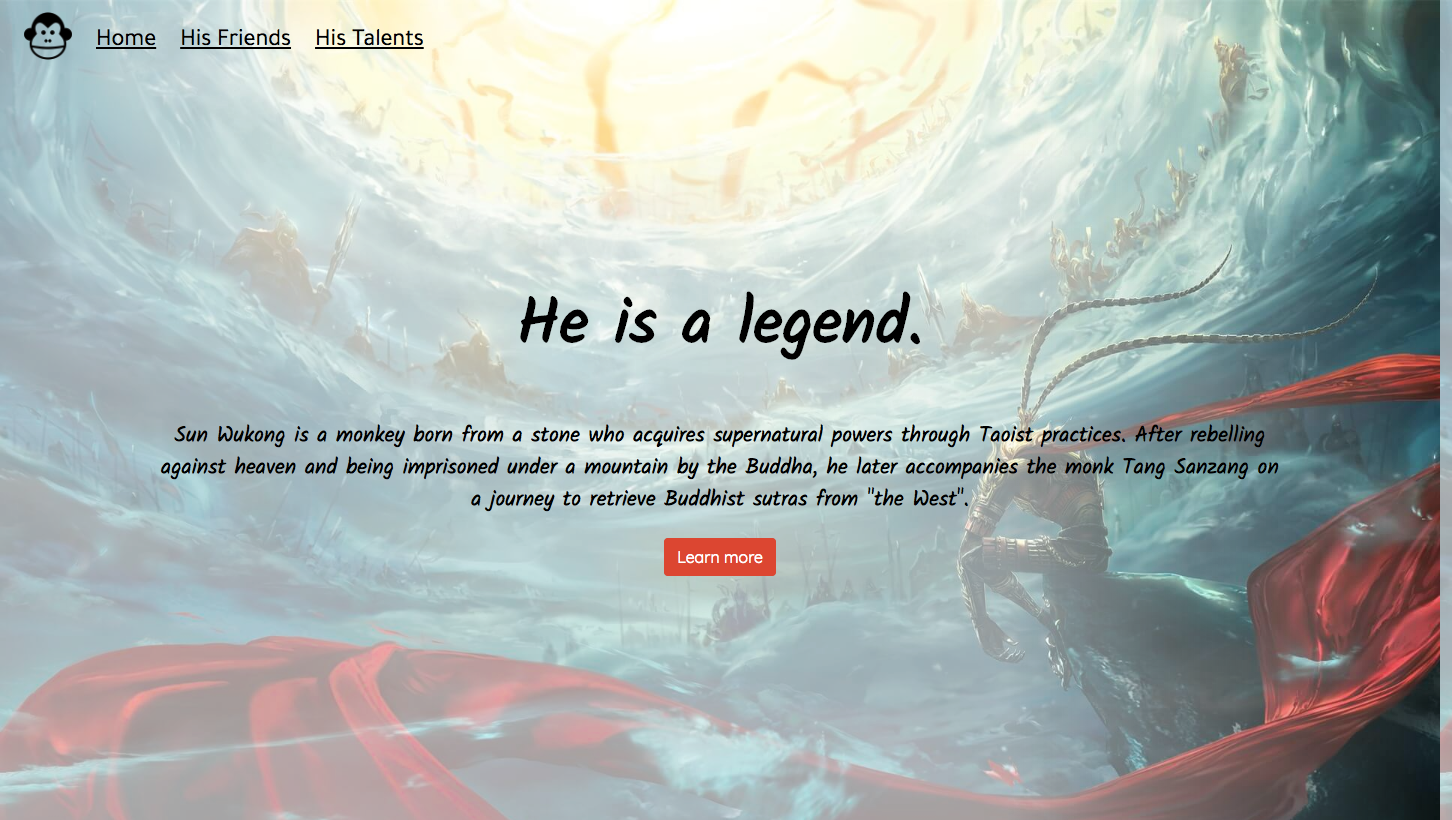 Home His Friends His Talents
He is a legend.
Sun Wukong is a monkey born from a stone who acquires supernatural powers through Taoist practices. After rebelling
against heaven and being imprisoned under a mountain by the Buddha, he later accompanies the monk Tang Sanzang on
a journey to retrieve Buddhist sutras from "the West".
Learn more